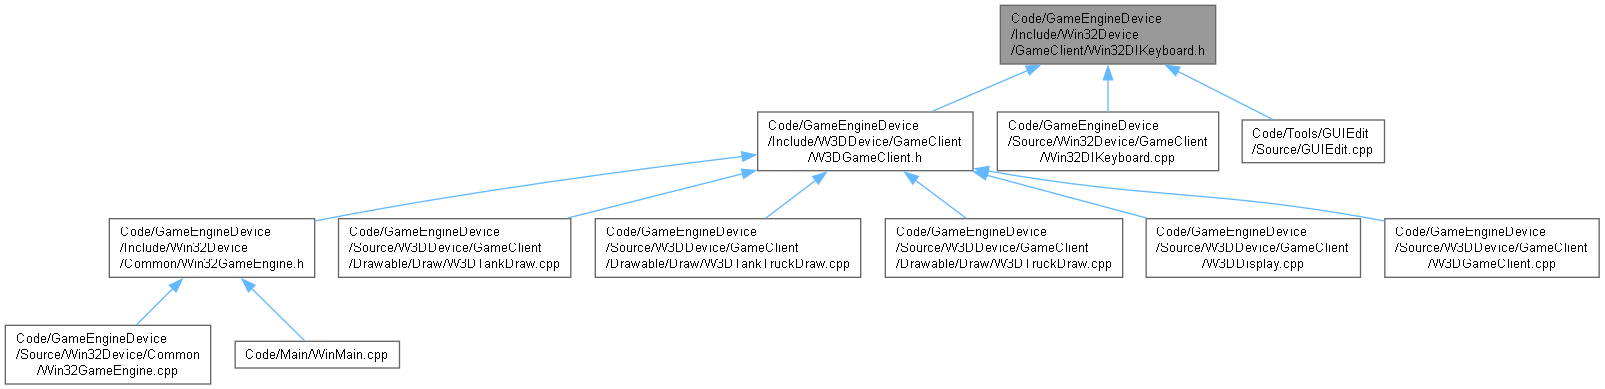 Code/GameEngineDevice
/Include/Win32Device
/GameClient/Win32DIKeyboard.h
Code/GameEngineDevice
/Include/W3DDevice/GameClient
/W3DGameClient.h
Code/GameEngineDevice
/Source/Win32Device/GameClient
/Win32DIKeyboard.cpp
Code/Tools/GUIEdit
/Source/GUIEdit.cpp
Code/GameEngineDevice
/Include/Win32Device
/Common/Win32GameEngine.h
Code/GameEngineDevice
/Source/W3DDevice/GameClient
/Drawable/Draw/W3DTankDraw.cpp
Code/GameEngineDevice
/Source/W3DDevice/GameClient
/Drawable/Draw/W3DTankTruckDraw.cpp
Code/GameEngineDevice
/Source/W3DDevice/GameClient
/Drawable/Draw/W3DTruckDraw.cpp
Code/GameEngineDevice
/Source/W3DDevice/GameClient
/W3DDisplay.cpp
Code/GameEngineDevice
/Source/W3DDevice/GameClient
/W3DGameClient.cpp
Code/GameEngineDevice
/Source/Win32Device/Common
/Win32GameEngine.cpp
Code/Main/WinMain.cpp